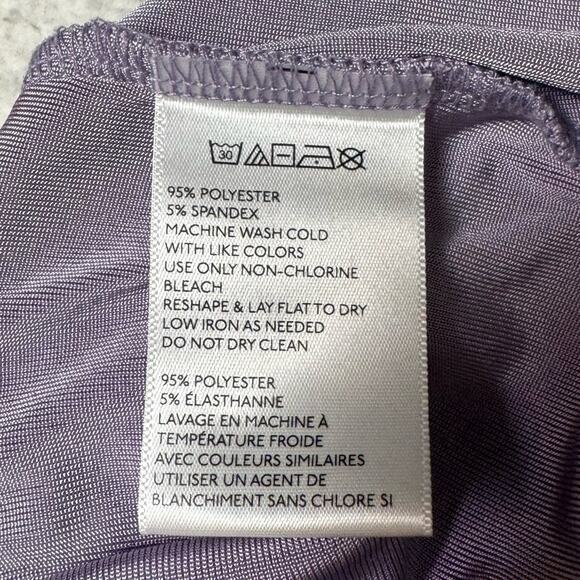 30
95% POLYESTER
5% SPANDEX
MACHINE WASH COLD
WITH LIKE COLORS
USE ONLY NON-CHLORINE
BLEACH
RESHAPE & LAY FLAT TO DRY
LOW IRON AS NEEDED
DO NOT DRY CLEAN
95% POLYESTER
5% ÉLASTHANNE
LAVAGE EN MACHINE À
TEMPÉRATURE FROIDE
AVEC COULEURS SIMILAIRES
UTILISER UN AGENT DE
BLANCHIMENT SANS CHLORE SI